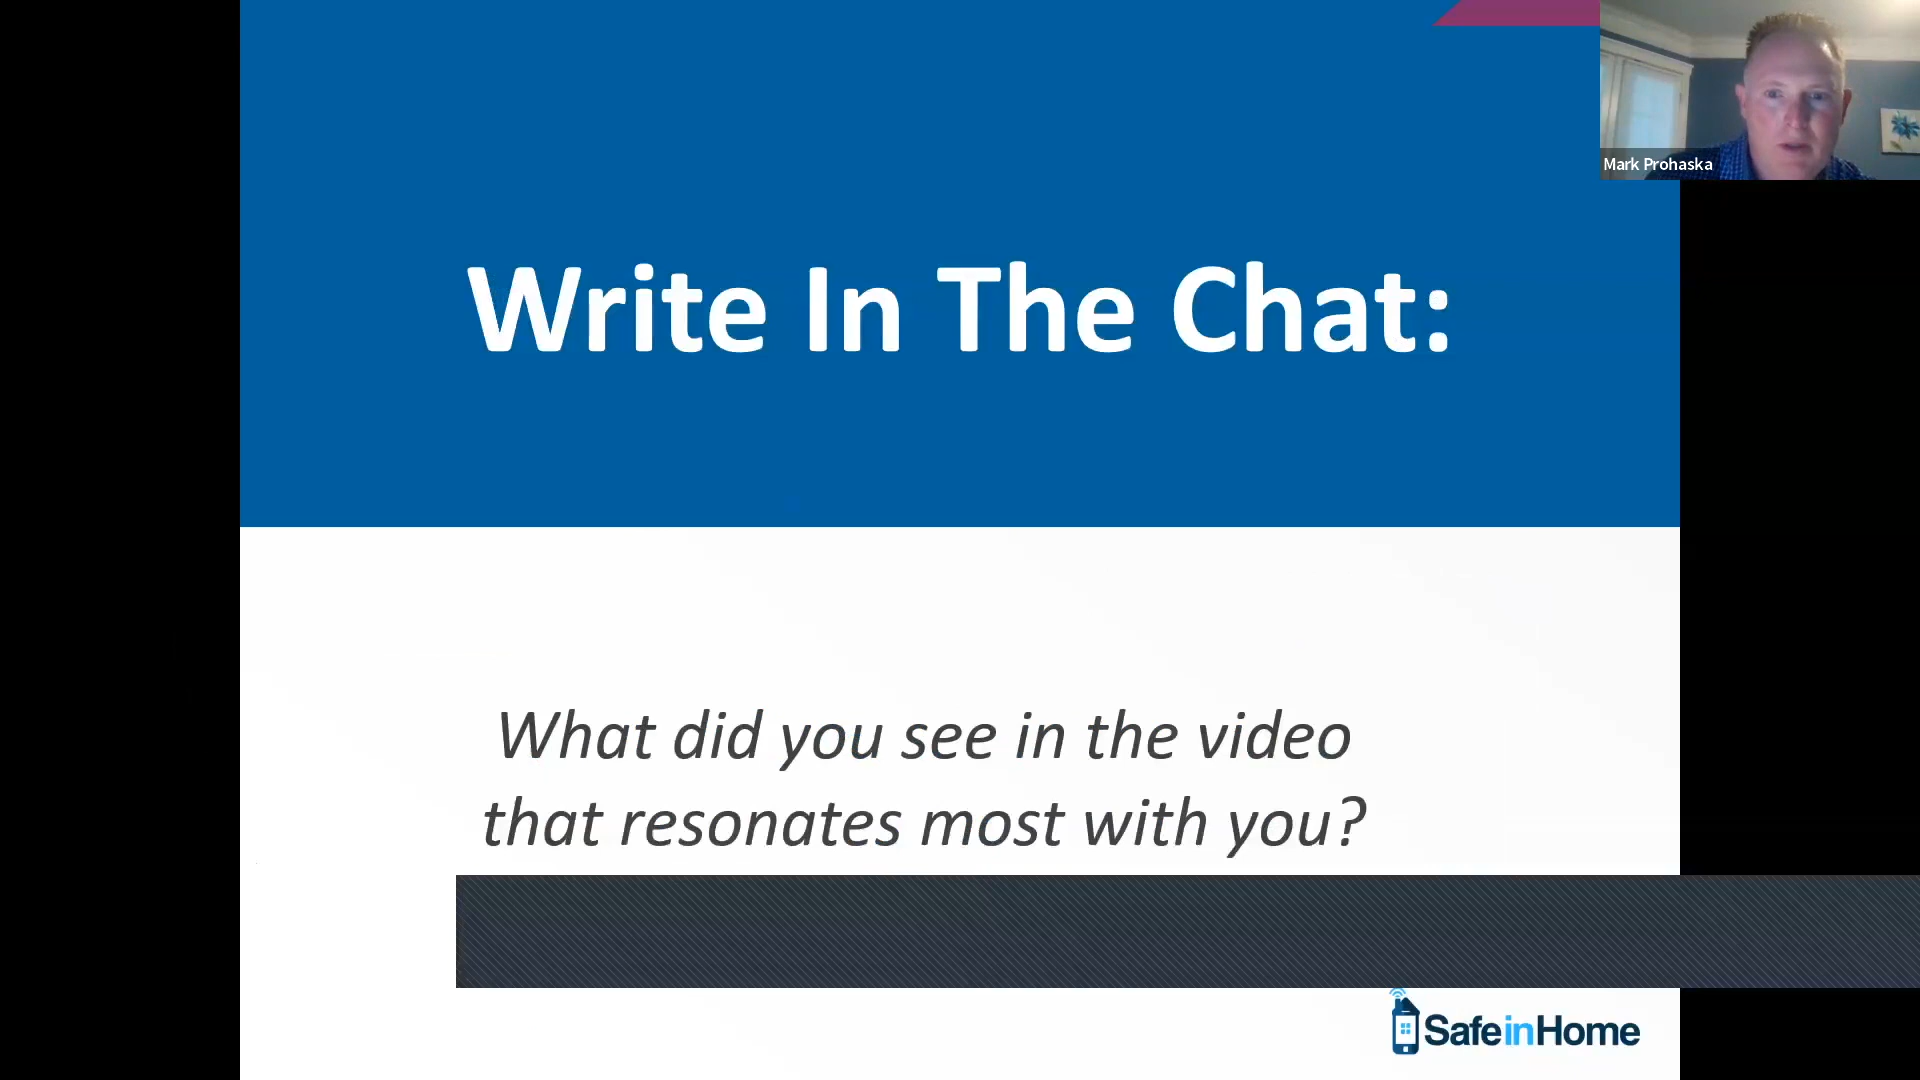 Mark Prohaska
Write In The Chat:
What did you see in the video
that resonates most with you?
SafeinHome